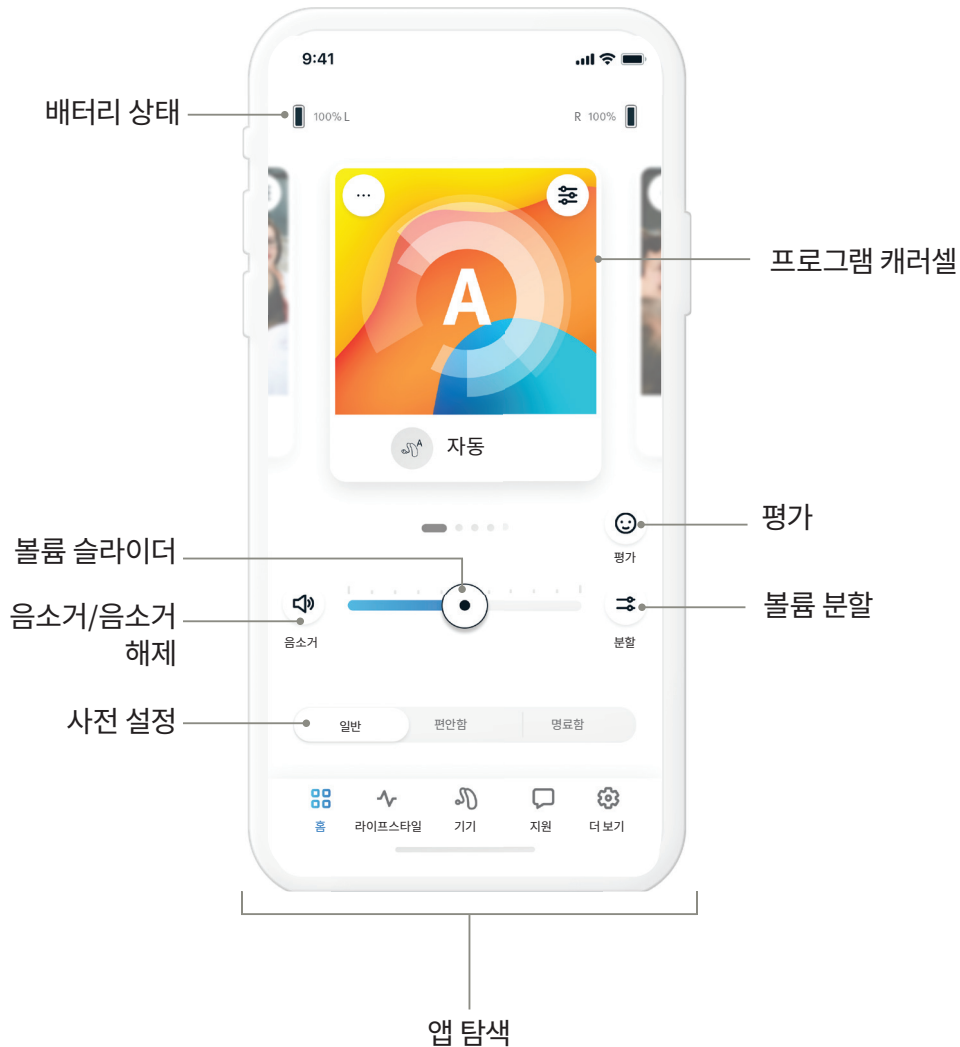 9:41
배터리 상태
100% L
R 100%
A
프로그램 캐러셀
A
자동
평가
평가
볼륨 슬라이더
볼륨 분할
음소거/음소거
해제
음소거
분할
사전 설정
일반
편안함
명료함
홈
라이프스타일
기기
지원
더 보기
앱 탐색